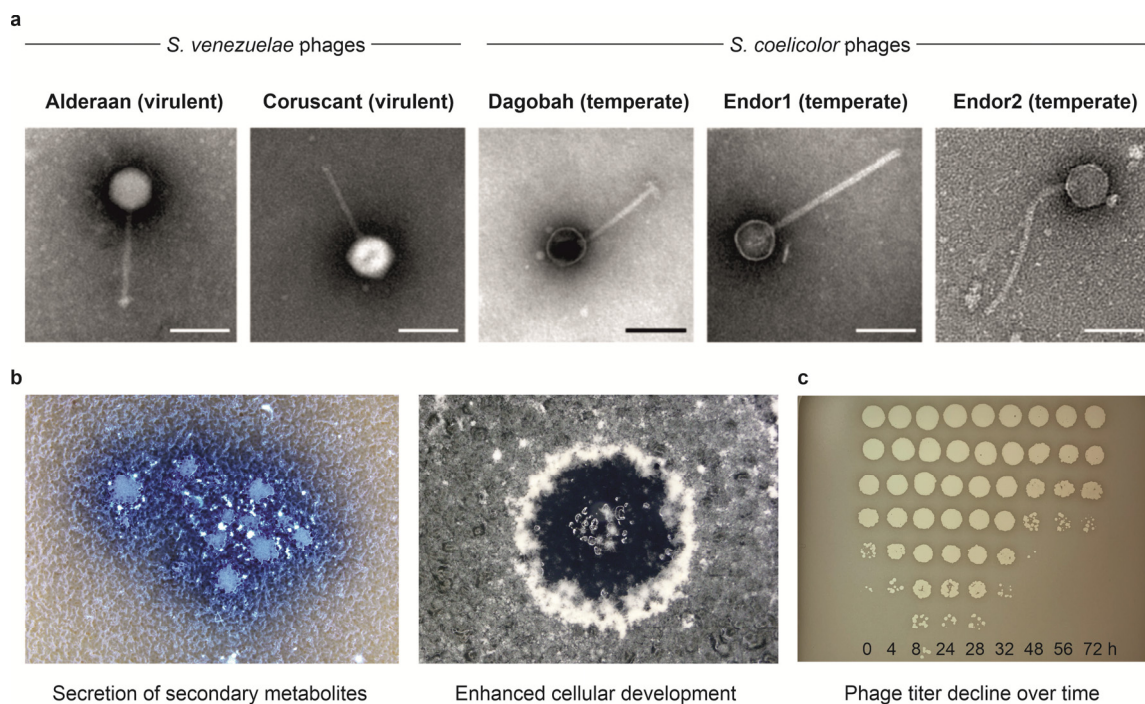 a
S. venezuelae phages
S. coelicolor phages
Alderaan (virulent)
Coruscant (virulent)
Dagobah (temperate)
Endor1 (temperate)
Endor2 (temperate)
b
c
0 4 8 24 28 32 48 56 72 h
Secretion of secondary metabolites
Enhanced cellular development
Phage titer decline over time